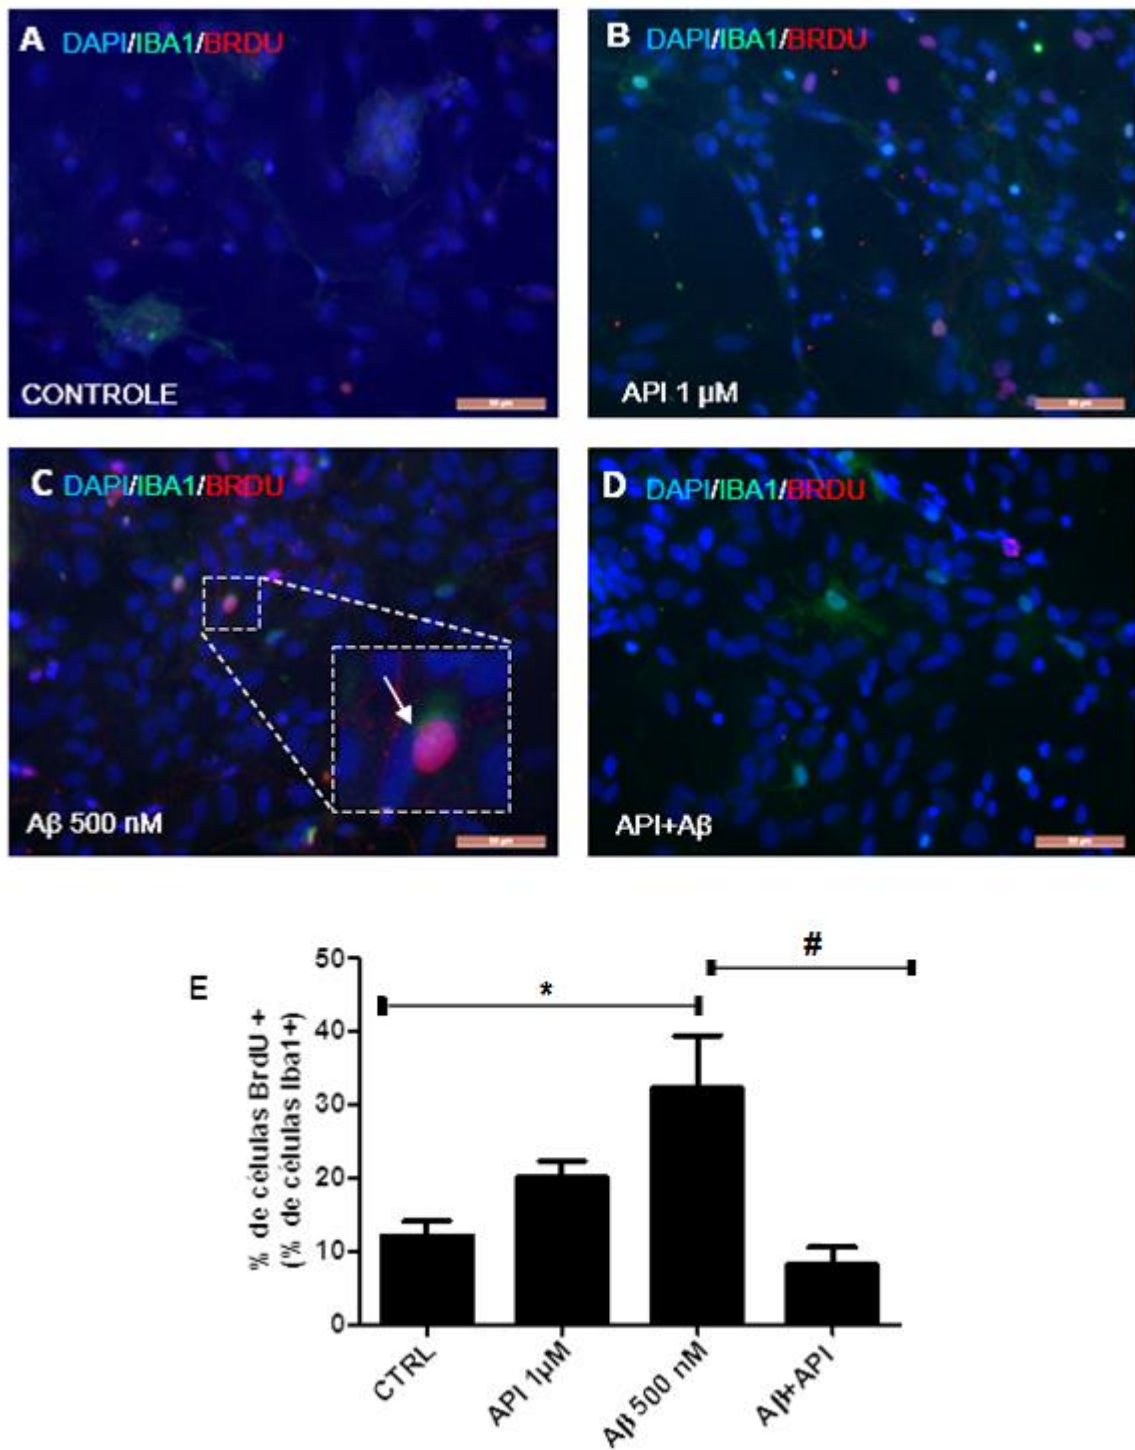 A DAPI/IBA1/BRDU
CONTROLE
B DAPI/IBA1/BRDU
API 1 µM
C DAPI/IBA1/BRDU
Aβ 500 nM
D DAPI/IBA1/BRDU
API+Aβ
E
% de células BrdU +
(% de células Iba1+)
50
40
30
20
10
0
*
#
CTRL
API 1µM
Aβ 500 nM
Aβ+API